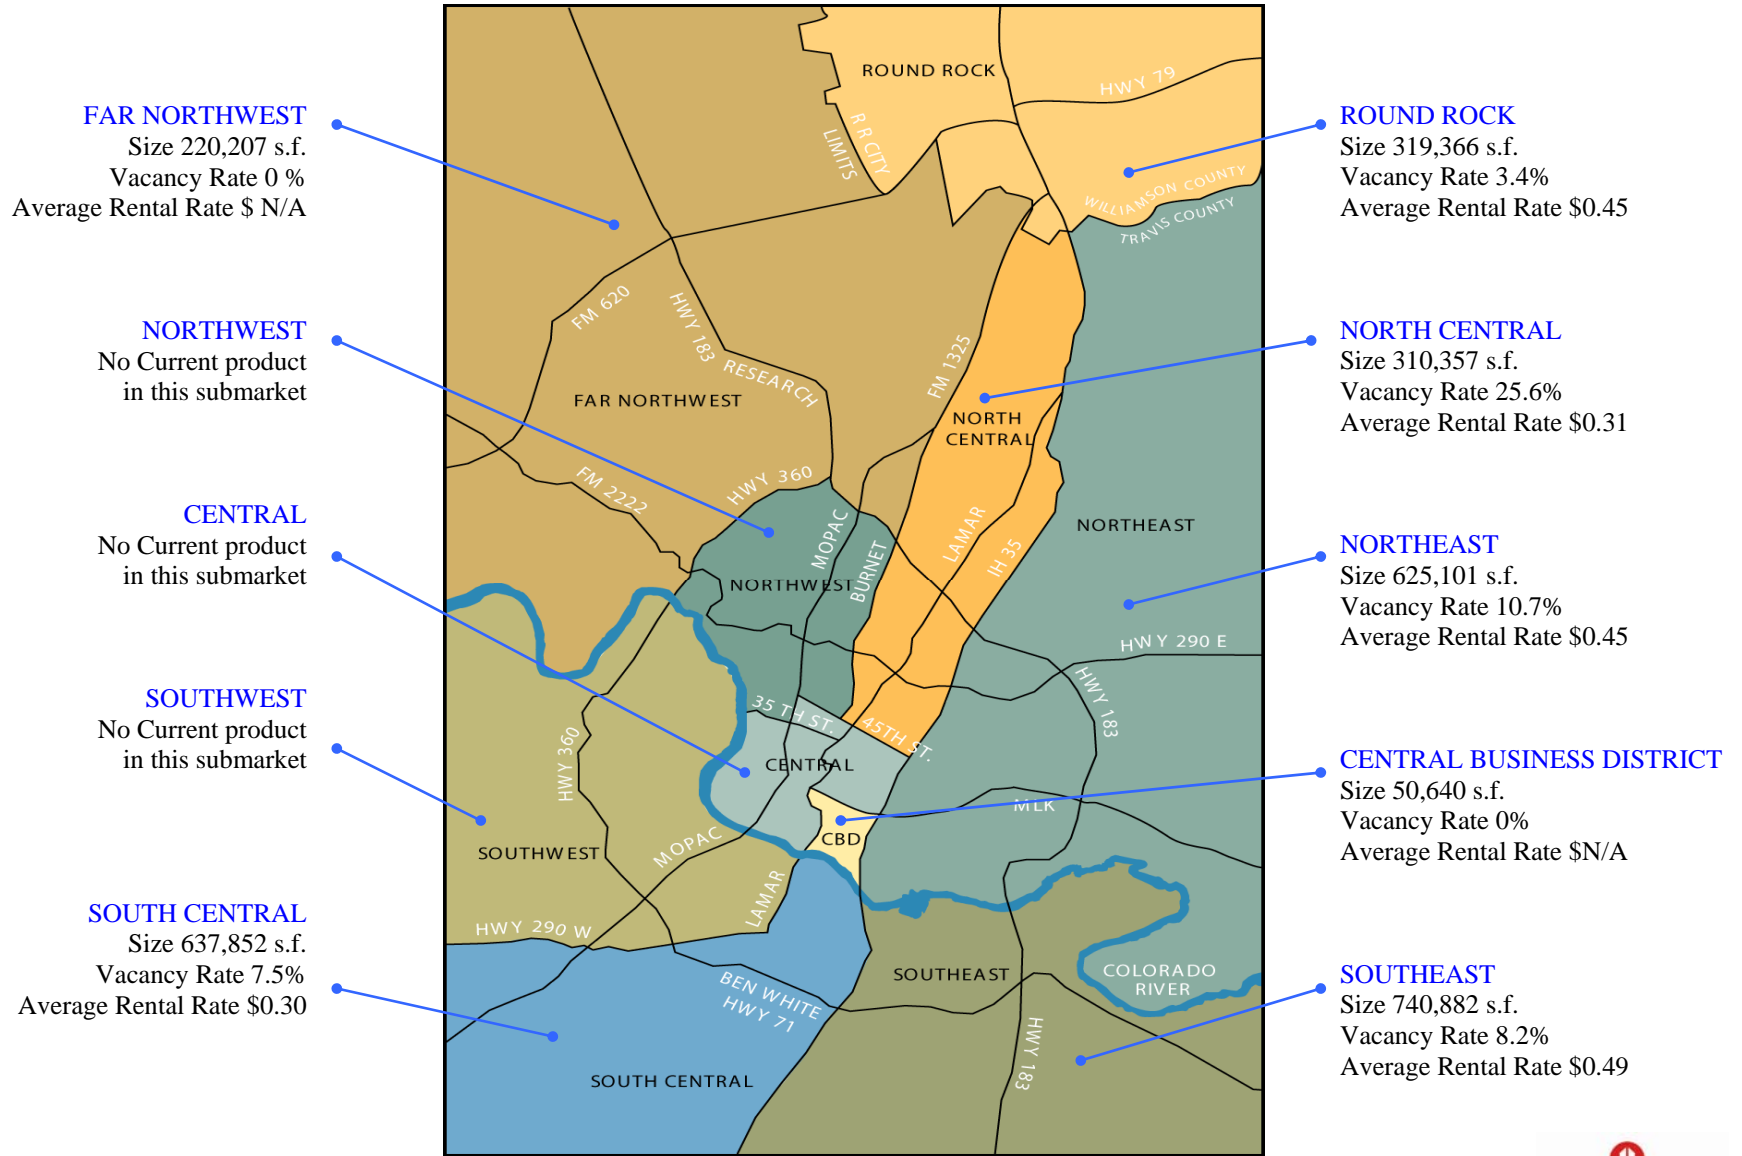 FAR NORTHWEST
Size 220,207 s.f.
Vacancy Rate 0 %
Average Rental Rate $ N/A
NORTHWEST
No Current product
in this submarket
CENTRAL
No Current product
in this submarket
SOUTHWEST
No Current product
in this submarket
SOUTH CENTRAL
Size 637,852 s.f.
Vacancy Rate 7.5%
Average Rental Rate $0.30
ROUND ROCK
HWY 79
R R CITY
LIMITS
WILLIAMSON COUNTY
TRAVIS COUNTY
FM 620
HWY 183
RESEARCH
FM 1325
FAR NORTHWEST
NORTH
CENTRAL
FM 2222
HWY 360
MOPAC
BURNET
LAMAR
IH 35
NORTHEAST
NORTHWEST
HWY 290 E
HWY 183
35 TH ST.
45TH ST.
HWY 360
CENTRAL
MLK
CBD
SOUTHWEST
MOPAC
LAMAR
HWY 290 W
BEN WHITE
HWY 71
SOUTHEAST
COLORADO
RIVER
HWY 183
SOUTH CENTRAL
ROUND ROCK
Size 319,366 s.f.
Vacancy Rate 3.4%
Average Rental Rate $0.45
NORTH CENTRAL
Size 310,357 s.f.
Vacancy Rate 25.6%
Average Rental Rate $0.31
NORTHEAST
Size 625,101 s.f.
Vacancy Rate 10.7%
Average Rental Rate $0.45
CENTRAL BUSINESS DISTRICT
Size 50,640 s.f.
Vacancy Rate 0%
Average Rental Rate $N/A
SOUTHEAST
Size 740,882 s.f.
Vacancy Rate 8.2%
Average Rental Rate $0.49